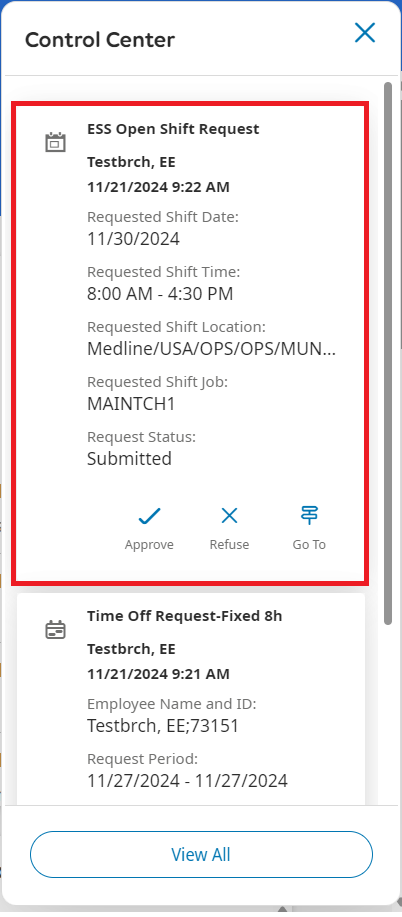 Control Center
ESS Open Shift Request
Testbrch, EE
11/21/2024 9:22 AM
Requested Shift Date:
11/30/2024
Requested Shift Time:
8:00 AM - 4:30 PM
Requested Shift Location:
Medline/USA/OPS/OPS/MUN...
Requested Shift Job:
MAINTCH1
Request Status:
Submitted
Approve Refuse Go To
Time Off Request-Fixed 8h
Testbrch, EE
11/21/2024 9:21 AM
Employee Name and ID:
Testbrch, EE;73151
Request Period:
11/27/2024 - 11/27/2024
View All